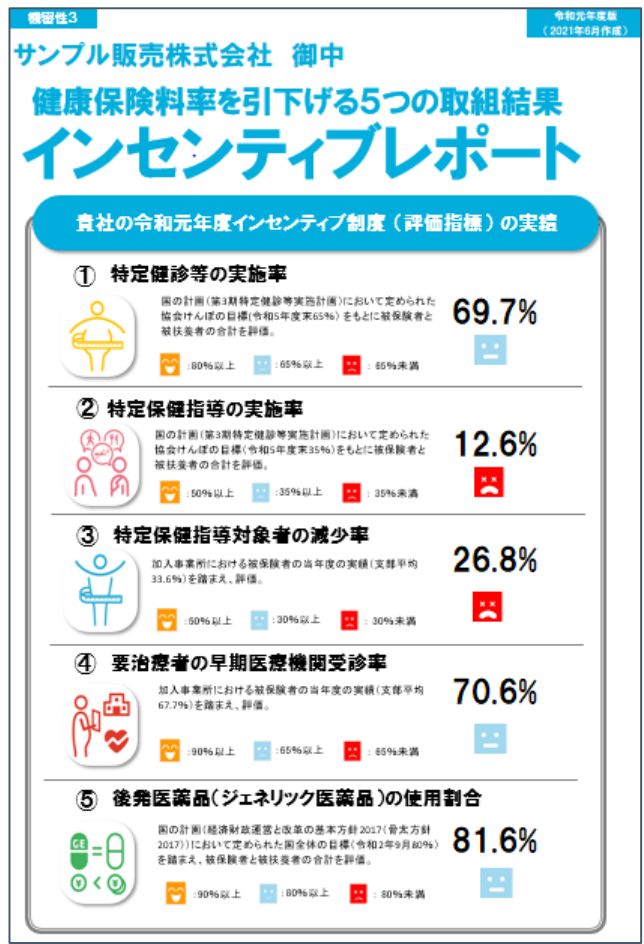 機密性3
令和元年度版
（2021年6月作成）
サンプル販売株式会社 御中
健康保険料率を引下げる5つの取組結果
インセンティブレポート
貴社の令和元年度インセンティブ制度（評価指標）の実績
① 特定健診等の実施率
国の計画（第3期特定健診等実施計画）において定められた
協会けんぽの目標（令和5年度末65%）をもとに被保険者と
被扶養者の合計を評価。
69.7%
:80%以上 :65%以上 : 65%未満
② 特定保健指導の実施率
国の計画（第3期特定健診等実施計画）において定められた
協会けんぽの目標（令和5年度末35%）をもとに被保険者と
被扶養者の合計を評価。
12.6%
:50%以上 :35%以上 : 35%未満
③ 特定保健指導対象者の減少率
加入事業所における被保険者の当年度の実績（支部平均
33.6%）を踏まえ、評価。
26.8%
:50%以上 :30%以上 : 30%未満
④ 要治療者の早期医療機関受診率
加入事業所における被保険者の当年度の実績（支部平均
67.7%）を踏まえ、評価。
70.6%
:90%以上 :65%以上 : 65%未満
⑤ 後発医薬品（ジェネリック医薬品）の使用割合
国の計画（経済財政運営と改革の基本方針2017（骨太方針
2017））において定められた国全体の目標（令和2年9月80%）
を踏まえ、被保険者と被扶養者の合計を評価。
81.6%
GE
:90%以上 :80%以上 : 80%未満